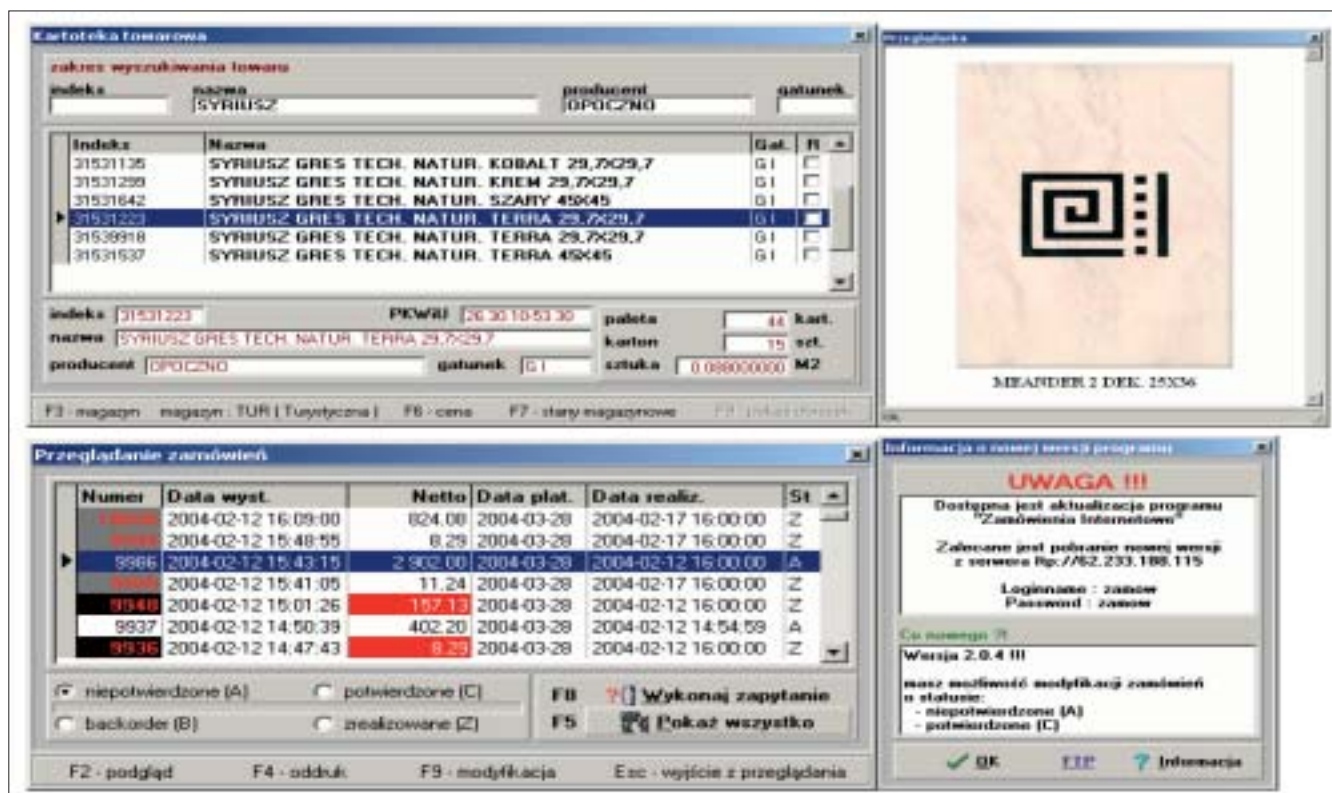 Kartoteka towarowa
zakres wyszukiwania towaru
indeks nazwa producent gatunek
SYRIUSZ OPOCZNO
Indeks Nazwa Gat. R
31531135 SYRIUSZ GRES TECH. NATUR. KOBALT 29,7X29,7 G I
31531299 SYRIUSZ GRES TECH. NATUR. KREM 29,7X29,7 G I
31531642 SYRIUSZ GRES TECH. NATUR. SZARY 45X45 G I
31531223 SYRIUSZ GRES TECH. NATUR. TERRA 29,7X29,7 G I
31539918 SYRIUSZ GRES TECH. NATUR. TERRA 29,7X29,7 G I
31531537 SYRIUSZ GRES TECH. NATUR. TERRA 45X45 G I
indeks 31531223 PKWiU 26.30.10-53.30 paleta 44 kart.
nazwa SYRIUSZ GRES TECH. NATUR. TERRA 29,7X29,7 karton 15 szt.
producent OPOCZNO gatunek G I sztuka 0.088000000 M2
F3 - magazyn magazyn : TUR ( Turystyczna ) F6 - cena F7 - stany magazynowe
Przeglądarka
MEANDER 2 DEK. 25X36
Przeglądanie zamówień
Numer Data wyst. Netto Data plat. Data realiz. St
2004-02-12 16:09:00 824.00 2004-03-28 2004-02-17 16:00:00 Z
2004-02-12 15:48:55 8.29 2004-03-28 2004-02-12 16:00:00 Z
9986 2004-02-12 15:43:15 2 902.00 2004-03-28 2004-02-12 16:00:00 A
2004-02-12 15:41:05 11.24 2004-03-28 2004-02-12 16:00:00 Z
9948 2004-02-12 15:01:26 157.13 2004-03-28 2004-02-12 16:00:00 Z
9937 2004-02-12 14:50:39 402.20 2004-03-28 2004-02-12 14:54:59 A
9936 2004-02-12 14:47:43 8.29 2004-03-28 2004-02-12 16:00:00 Z
niepotwierdzone (A) potwierdzone (C) F8 ?() Wykonaj zapytanie
backorder (B) zrealizowane (Z) F5 Pokaż wszystko
F2 - podgląd F4 - oddruk F9 - modyfikacja Esc - wyjście z przeglądania
Informacja o nowej wersji programu
UWAGA !!!
Dostępna jest aktualizacja programu
"Zamówienia Internetowe"
Zalecane jest pobranie nowej wersji
z serwera ftp://62.233.188.115
Loginname : zamow
Password : zamow
Co nowego ?!
Wersja 2.0.4 !!!
masz możliwość modyfikacji zamówień
o statusie:
- niepotwierdzone (A)
- potwierdzone (C)
OK FTP ? Informacja